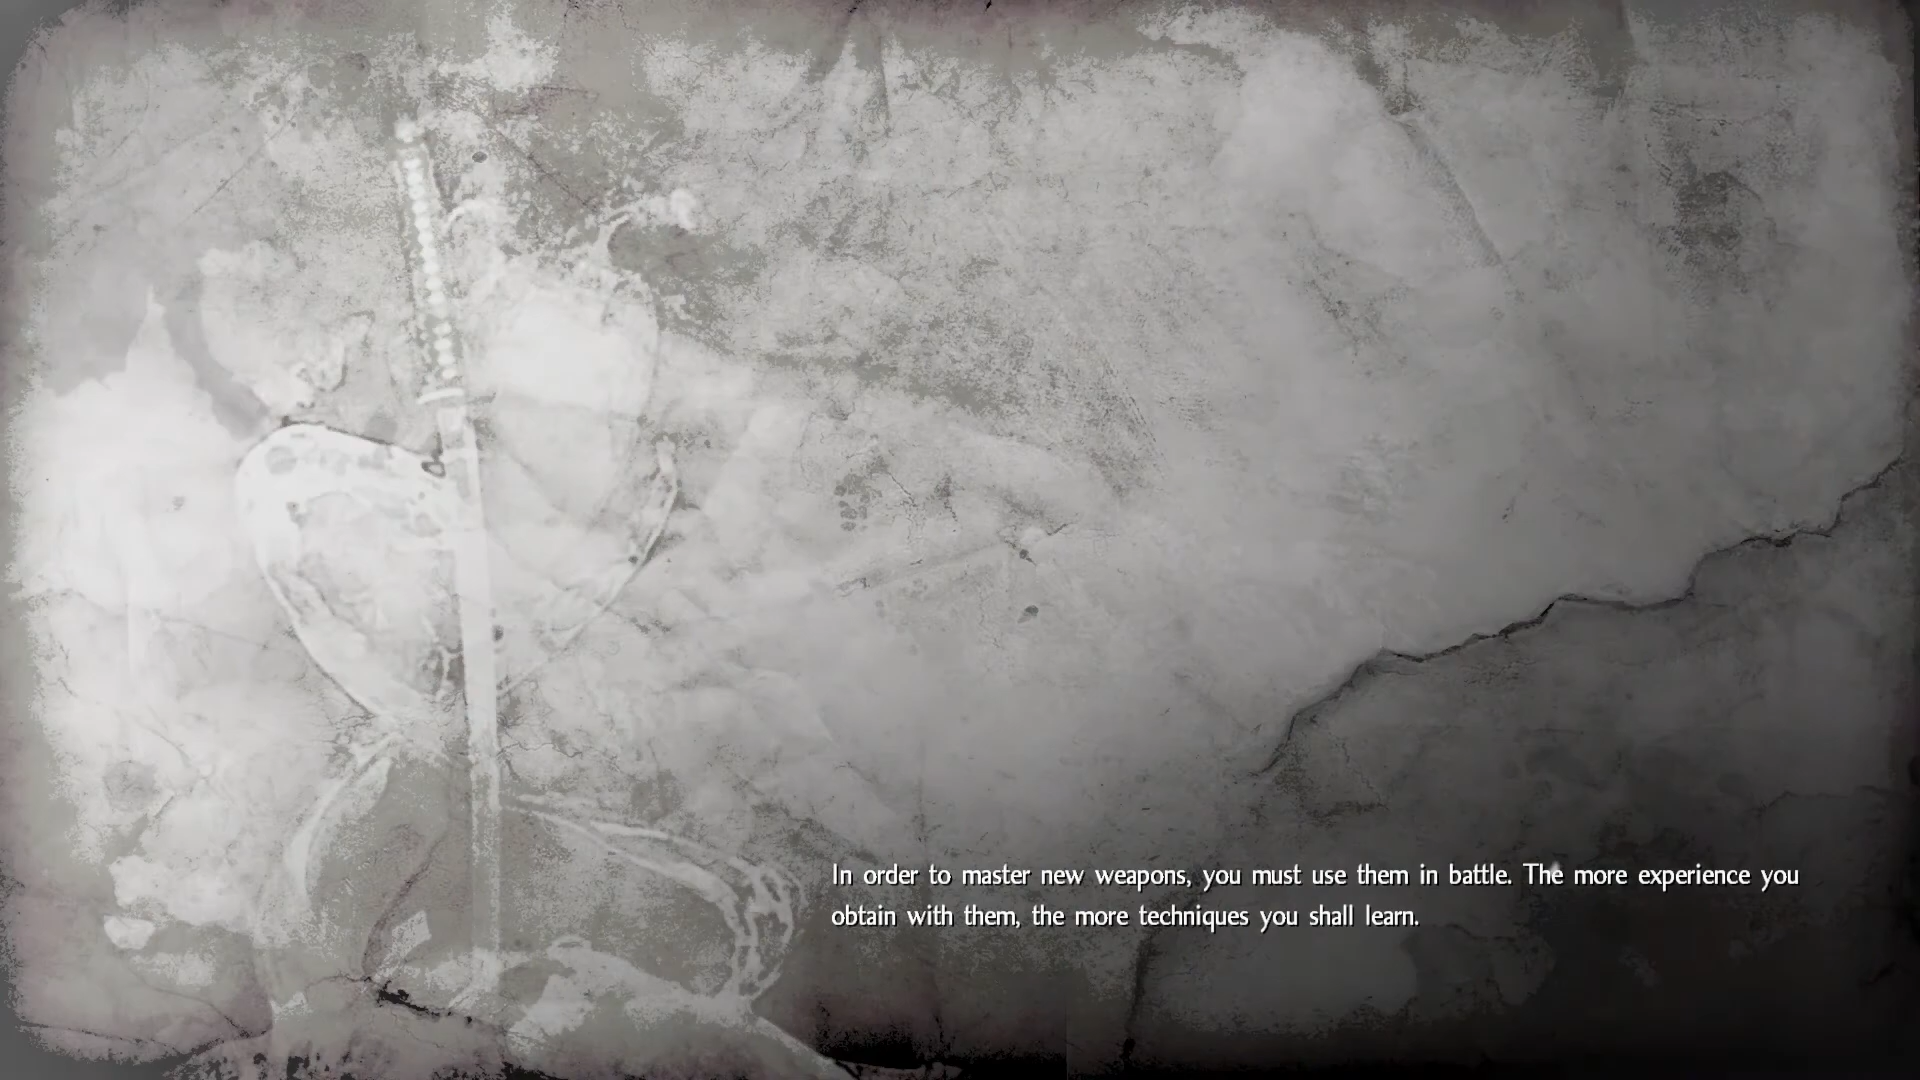 In order to master new weapons, you must use them in battle. The more experience you
obtain with them, the more techniques you shall learn.